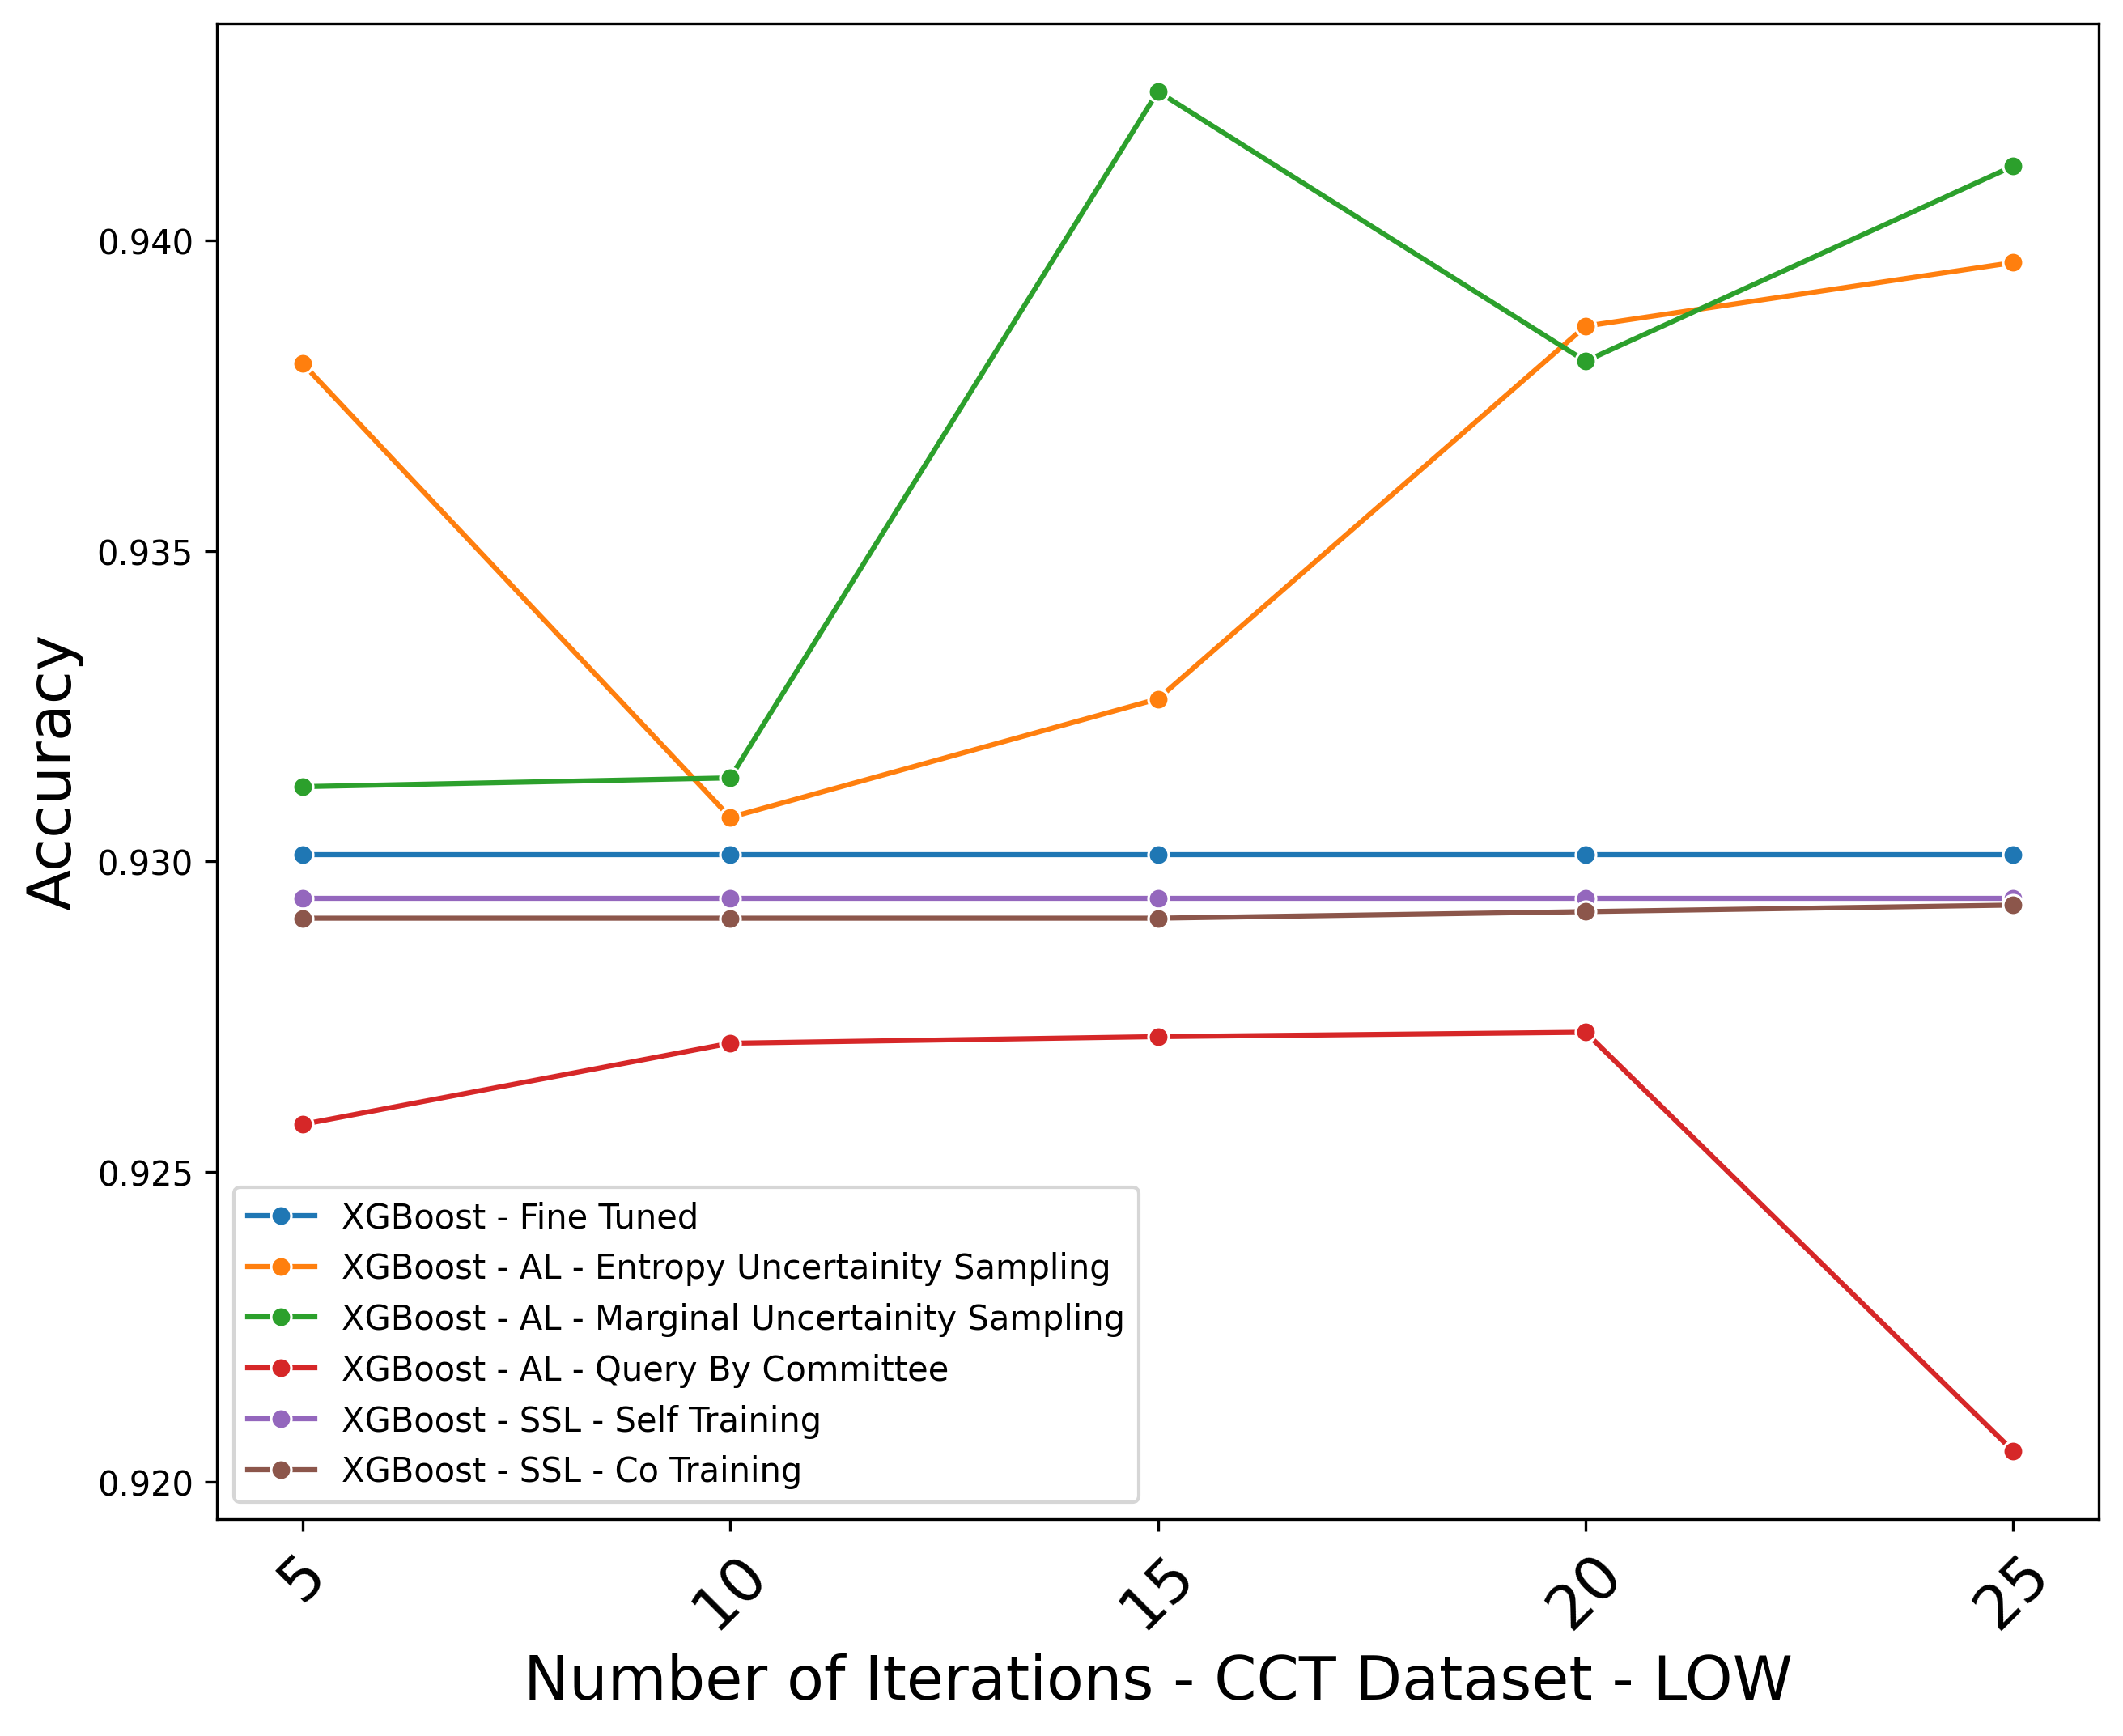 Accuracy
0.940
0.935
0.930
0.925
0.920
XGBoost - Fine Tuned
XGBoost - AL - Entropy Uncertainity Sampling
XGBoost - AL - Marginal Uncertainity Sampling
XGBoost - AL - Query By Committee
XGBoost - SSL - Self Training
XGBoost - SSL - Co Training
5 10 15 20 25
Number of Iterations - CCT Dataset - LOW